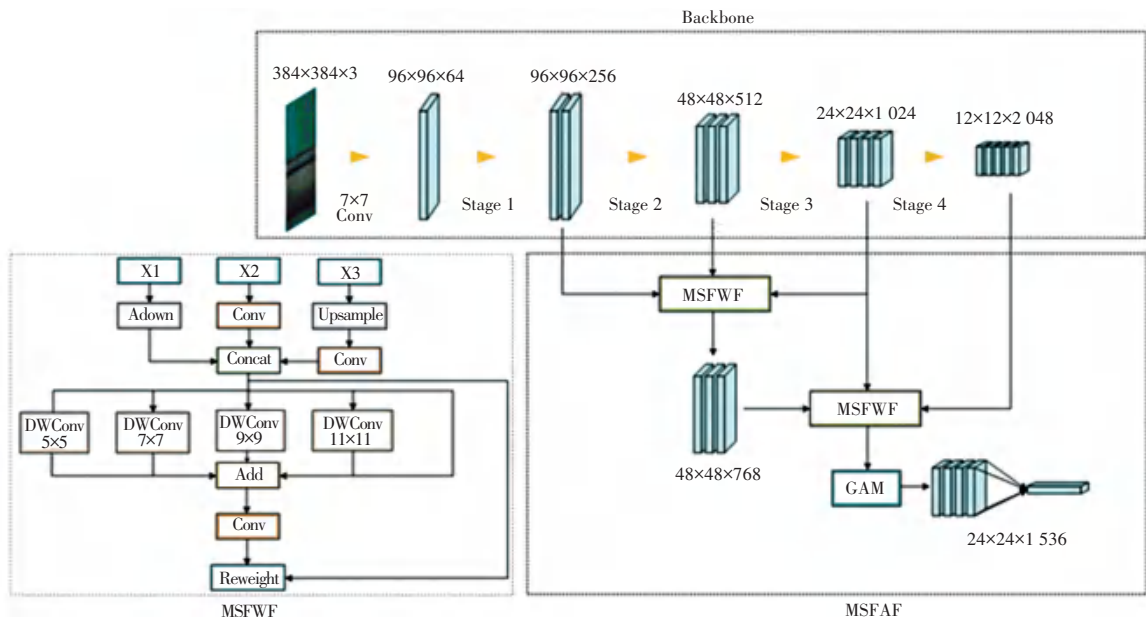 Backbone
384×384×3
96×96×64
96×96×256
48×48×512
24×24×1 024
12×12×2 048
7×7
Conv
Stage 1
Stage 2
Stage 3
Stage 4
X1
X2
X3
Adown
Conv
Upsample
Concat
Conv
DWConv
5×5
DWConv
7×7
DWConv
9×9
DWConv
11×11
Add
Conv
Reweight
MSFWF
MSFWF
48×48×768
MSFWF
GAM
24×24×1 536
MSFAF